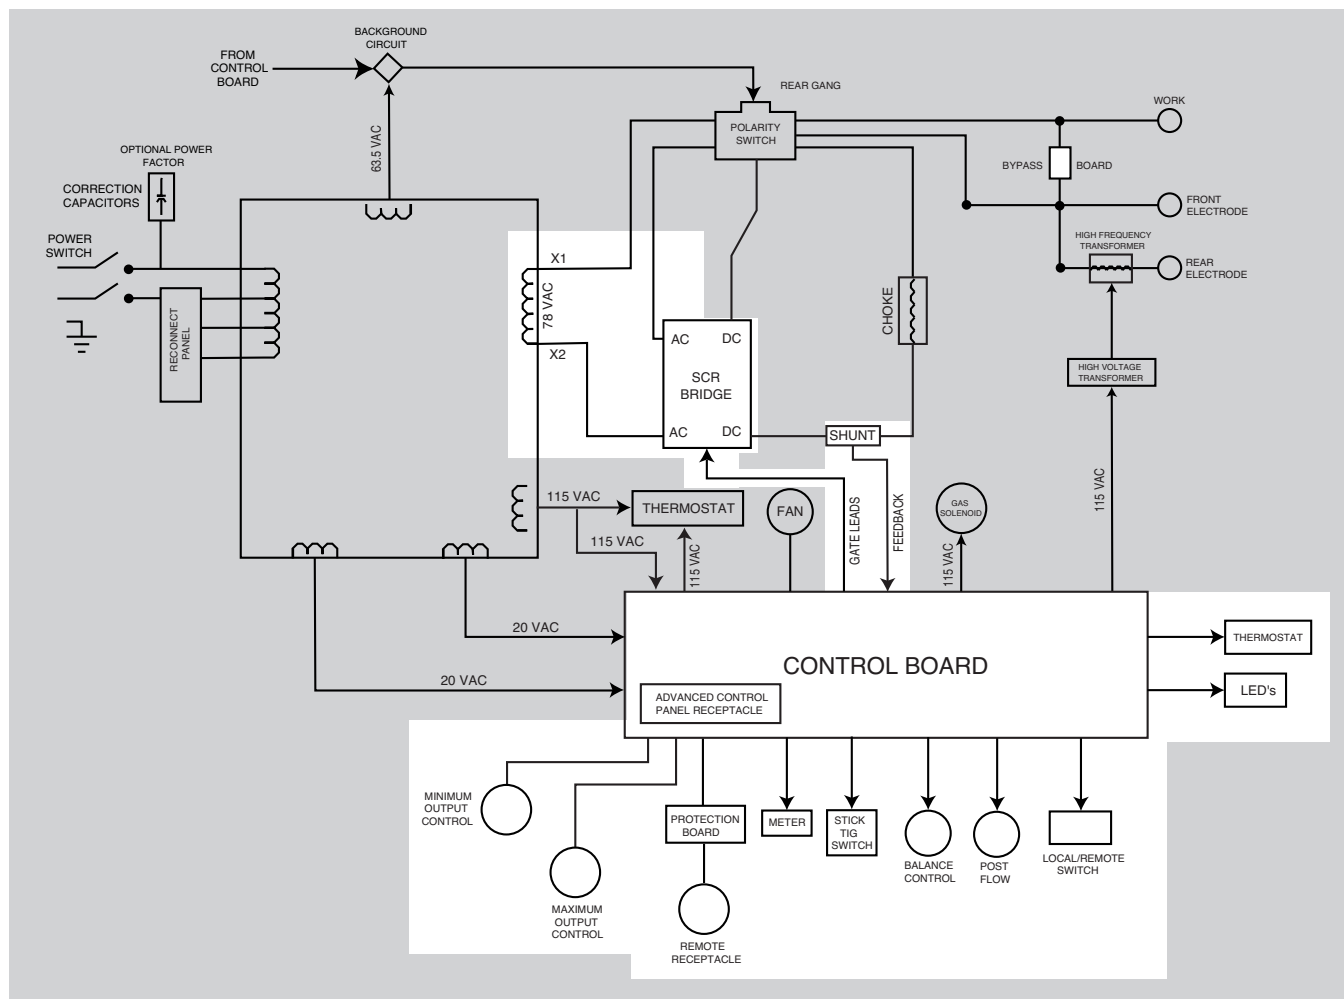 BACKGROUND
CIRCUIT
FROM
CONTROL
BOARD
REAR GANG
63.5 VAC
POLARITY
SWITCH
WORK
OPTIONAL POWER
FACTOR
CORRECTION
CAPACITORS
BYPASS
BOARD
FRONT
ELECTRODE
POWER
SWITCH
HIGH FREQUENCY
TRANSFORMER
REAR
ELECTRODE
X1
78 VAC
X2
RECONNECT
PANEL
CHOKE
AC
DC
SCR
BRIDGE
AC
DC
HIGH VOLTAGE
TRANSFORMER
SHUNT
115 VAC
115 VAC
THERMOSTAT
FAN
GATE LEADS
FEEDBACK
GAS
SOLENOID
115 VAC
115 VAC
115 VAC
20 VAC
20 VAC
CONTROL BOARD
ADVANCED CONTROL
PANEL RECEPTACLE
THERMOSTAT
LED's
MINIMUM
OUTPUT
CONTROL
MAXIMUM
OUTPUT
CONTROL
PROTECTION
BOARD
REMOTE
RECEPTACLE
METER
STICK
TIG
SWITCH
BALANCE
CONTROL
POST
FLOW
LOCAL/REMOTE
SWITCH